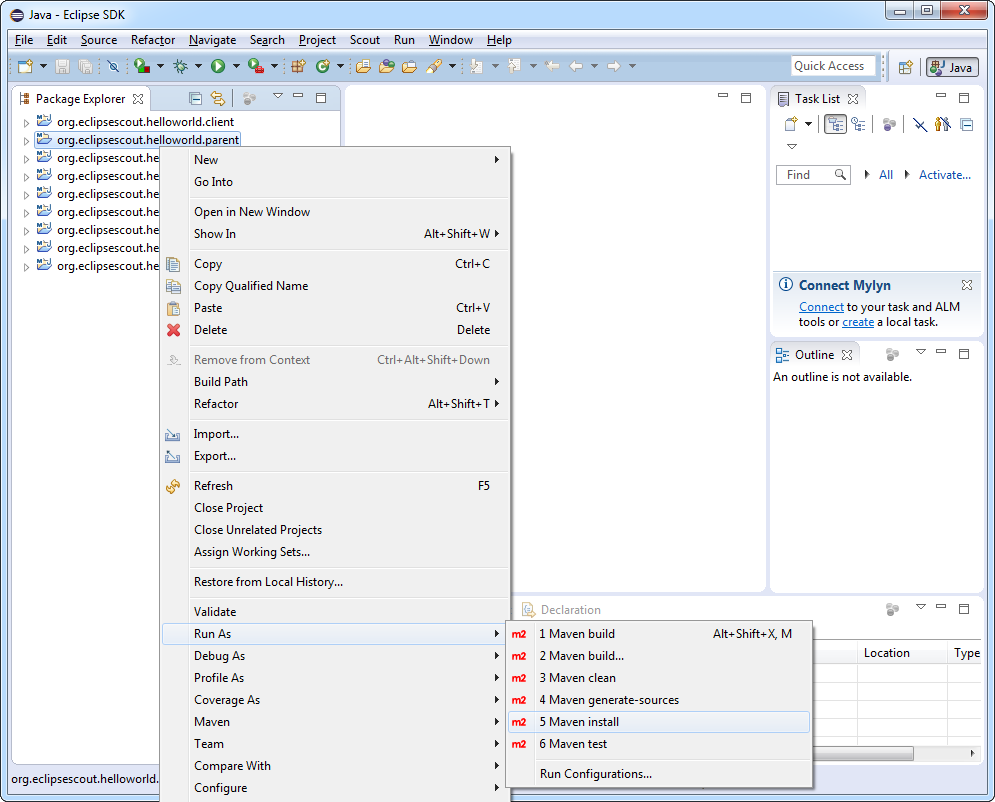 Java - Eclipse SDK
File Edit Source Refactor Navigate Search Project Scout Run Window Help
Quick Access
Java
Package Explorer
org.eclipsescout.helloworld.client
org.eclipsescout.helloworld.parent
org.eclipsescout.he
org.eclipsescout.he
org.eclipsescout.he
org.eclipsescout.he
org.eclipsescout.he
org.eclipsescout.he
org.eclipsescout.he
New
Go Into
Open in New Window
Show In Alt+Shift+W
Copy Ctrl+C
Copy Qualified Name
Paste Ctrl+V
Delete Delete
Remove from Context Ctrl+Alt+Shift+Down
Build Path
Refactor Alt+Shift+T
Import...
Export...
Refresh F5
Close Project
Close Unrelated Projects
Assign Working Sets...
Restore from Local History...
Validate
Run As
Debug As
Profile As
Coverage As
Maven
Team
Compare With
Configure
m2 1 Maven build Alt+Shift+X, M
m2 2 Maven build...
m2 3 Maven clean
m2 4 Maven generate-sources
m2 5 Maven install
m2 6 Maven test
Run Configurations...
Task List
Find All Activate...
Connect Mylyn
Connect to your task and ALM
tools or create a local task.
Outline
An outline is not available.
Declaration
Location Type
org.eclipsescout.helloworld.